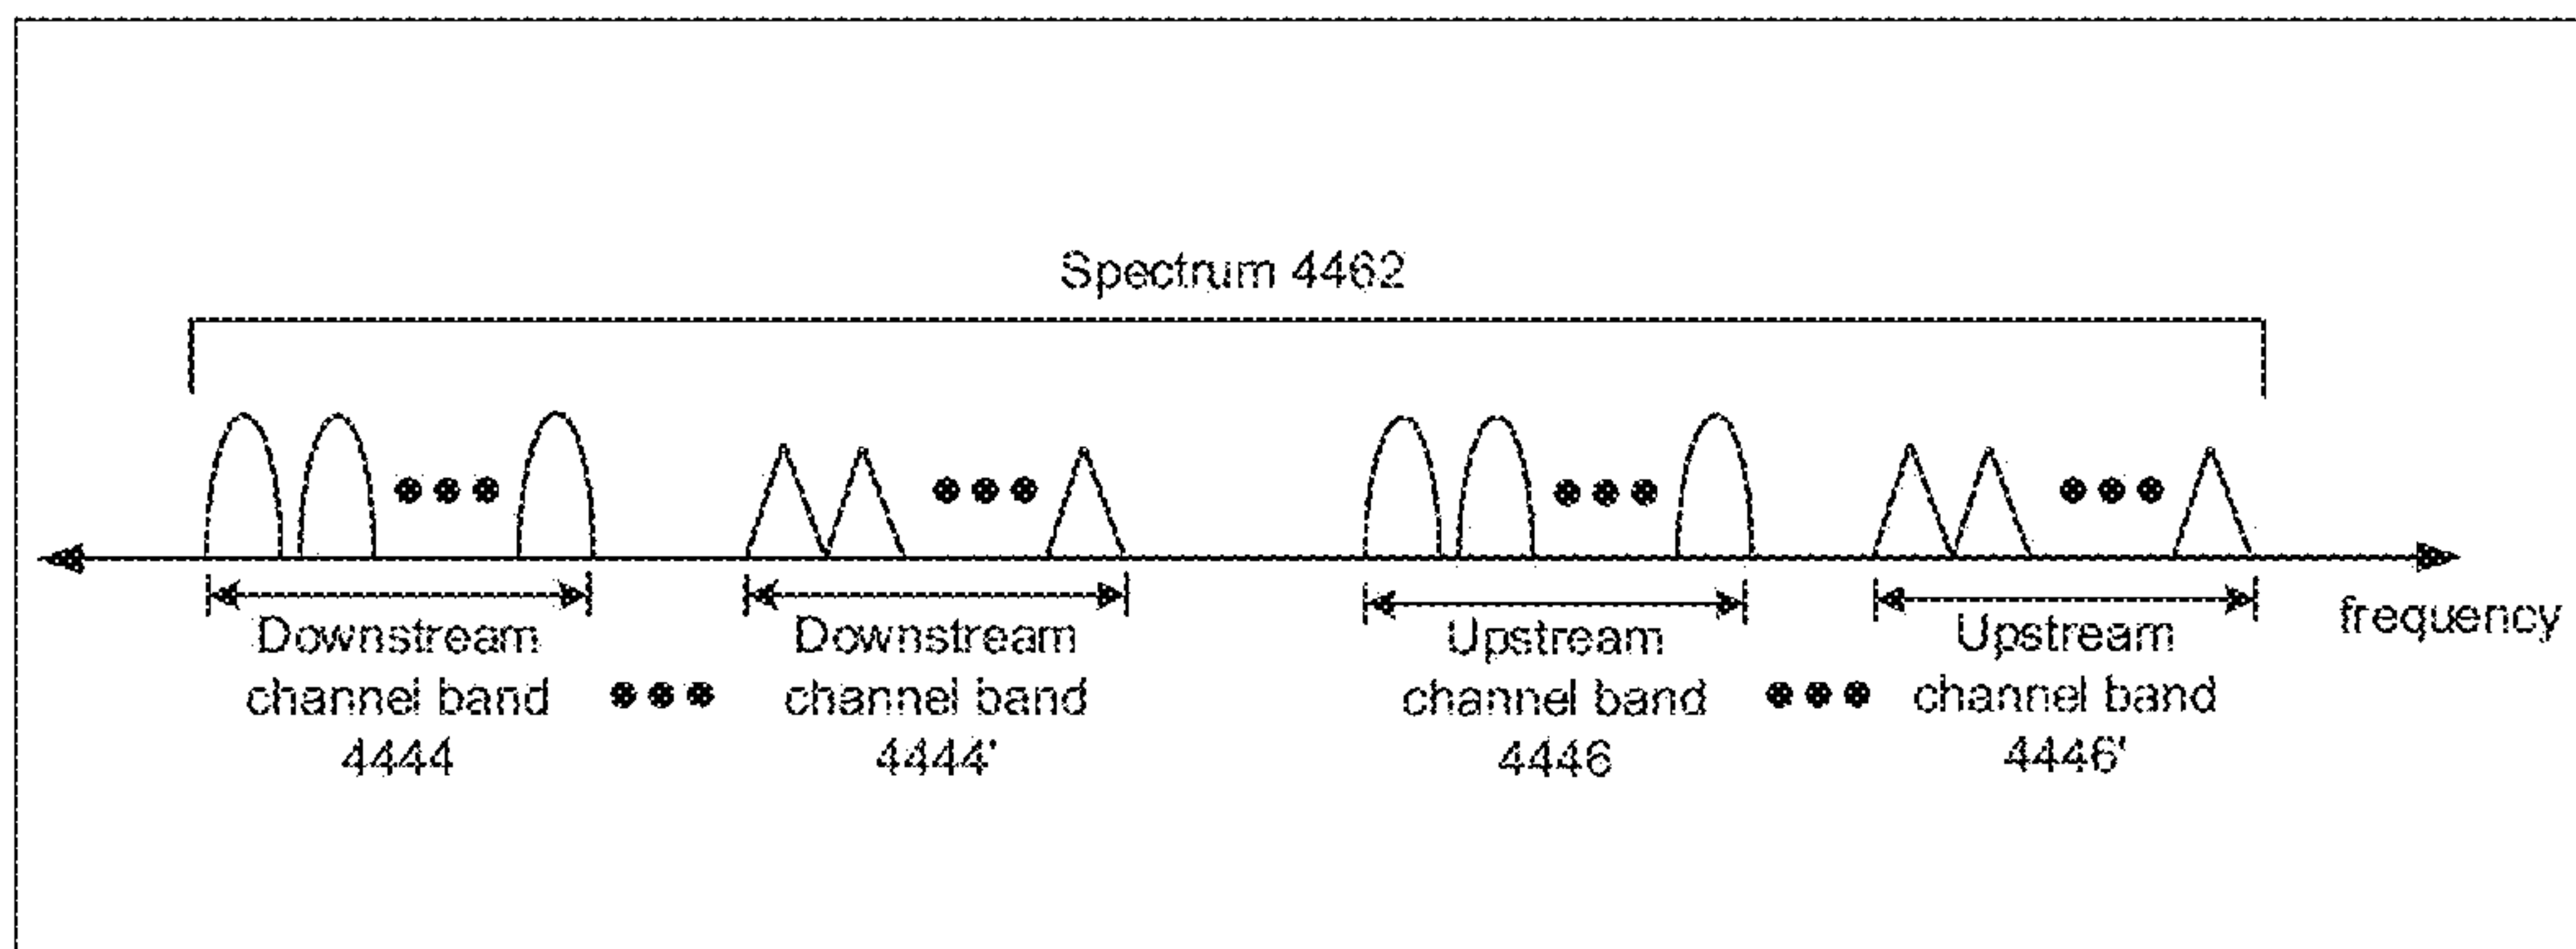 Spectrum 4462
Downstream
channel band
4444
Downstream
channel band
4444'
Upstream
channel band
4446
Upstream
channel band
4446'
frequency